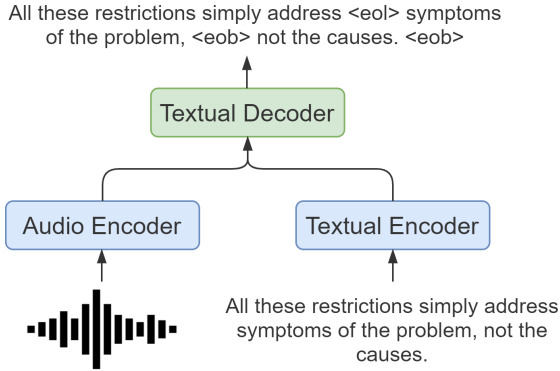 All these restrictions simply address <eol> symptoms
of the problem, <eob> not the causes. <eob>
Textual Decoder
Audio Encoder
Textual Encoder
All these restrictions simply address
symptoms of the problem, not the
causes.